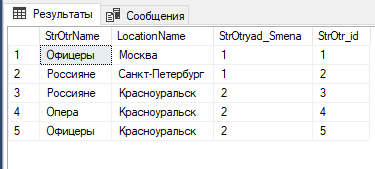 Результаты Сообщения
StrOtrName LocationName StrOtryad_Smena StrOtr_id
1 Офицеры Москва 1 1
2 Россияне Санкт-Петербург 1 2
3 Россияне Красноуральск 2 3
4 Опера Красноуральск 2 4
5 Офицеры Красноуральск 2 5